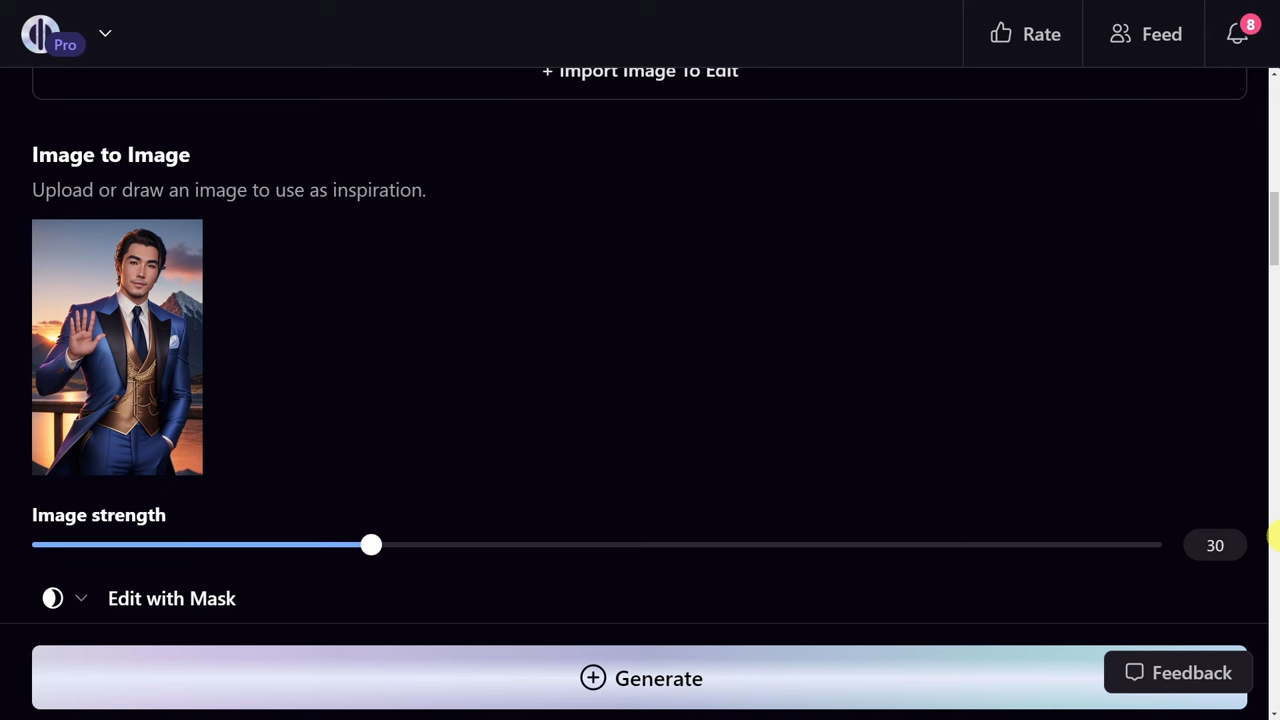 Pro
Rate
Feed
8
+ Import Image To Edit
Image to Image
Upload or draw an image to use as inspiration.
Image strength
30
Edit with Mask
Generate
Feedback